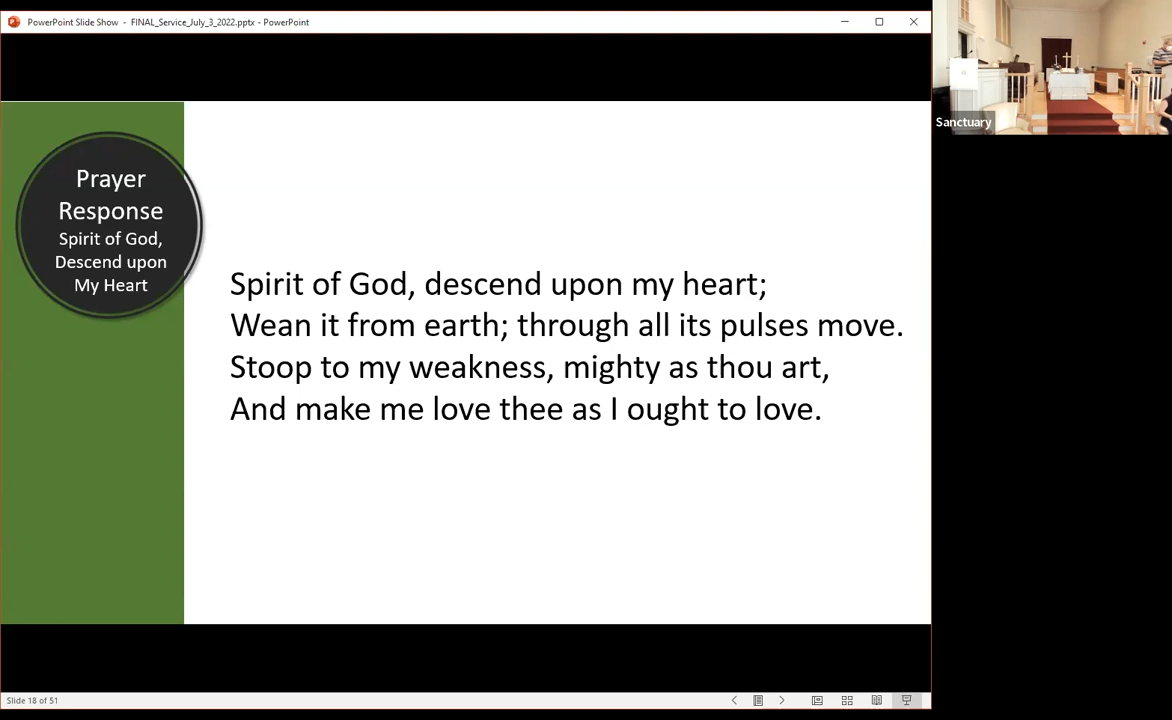 PowerPoint Slide Show - FINAL_Service_July_3_2022.pptx - PowerPoint
Prayer
Response
Spirit of God,
Descend upon
My Heart
Spirit of God, descend upon my heart;
Wean it from earth; through all its pulses move.
Stoop to my weakness, mighty as thou art,
And make me love thee as I ought to love.
Sanctuary
Slide 18 of 51